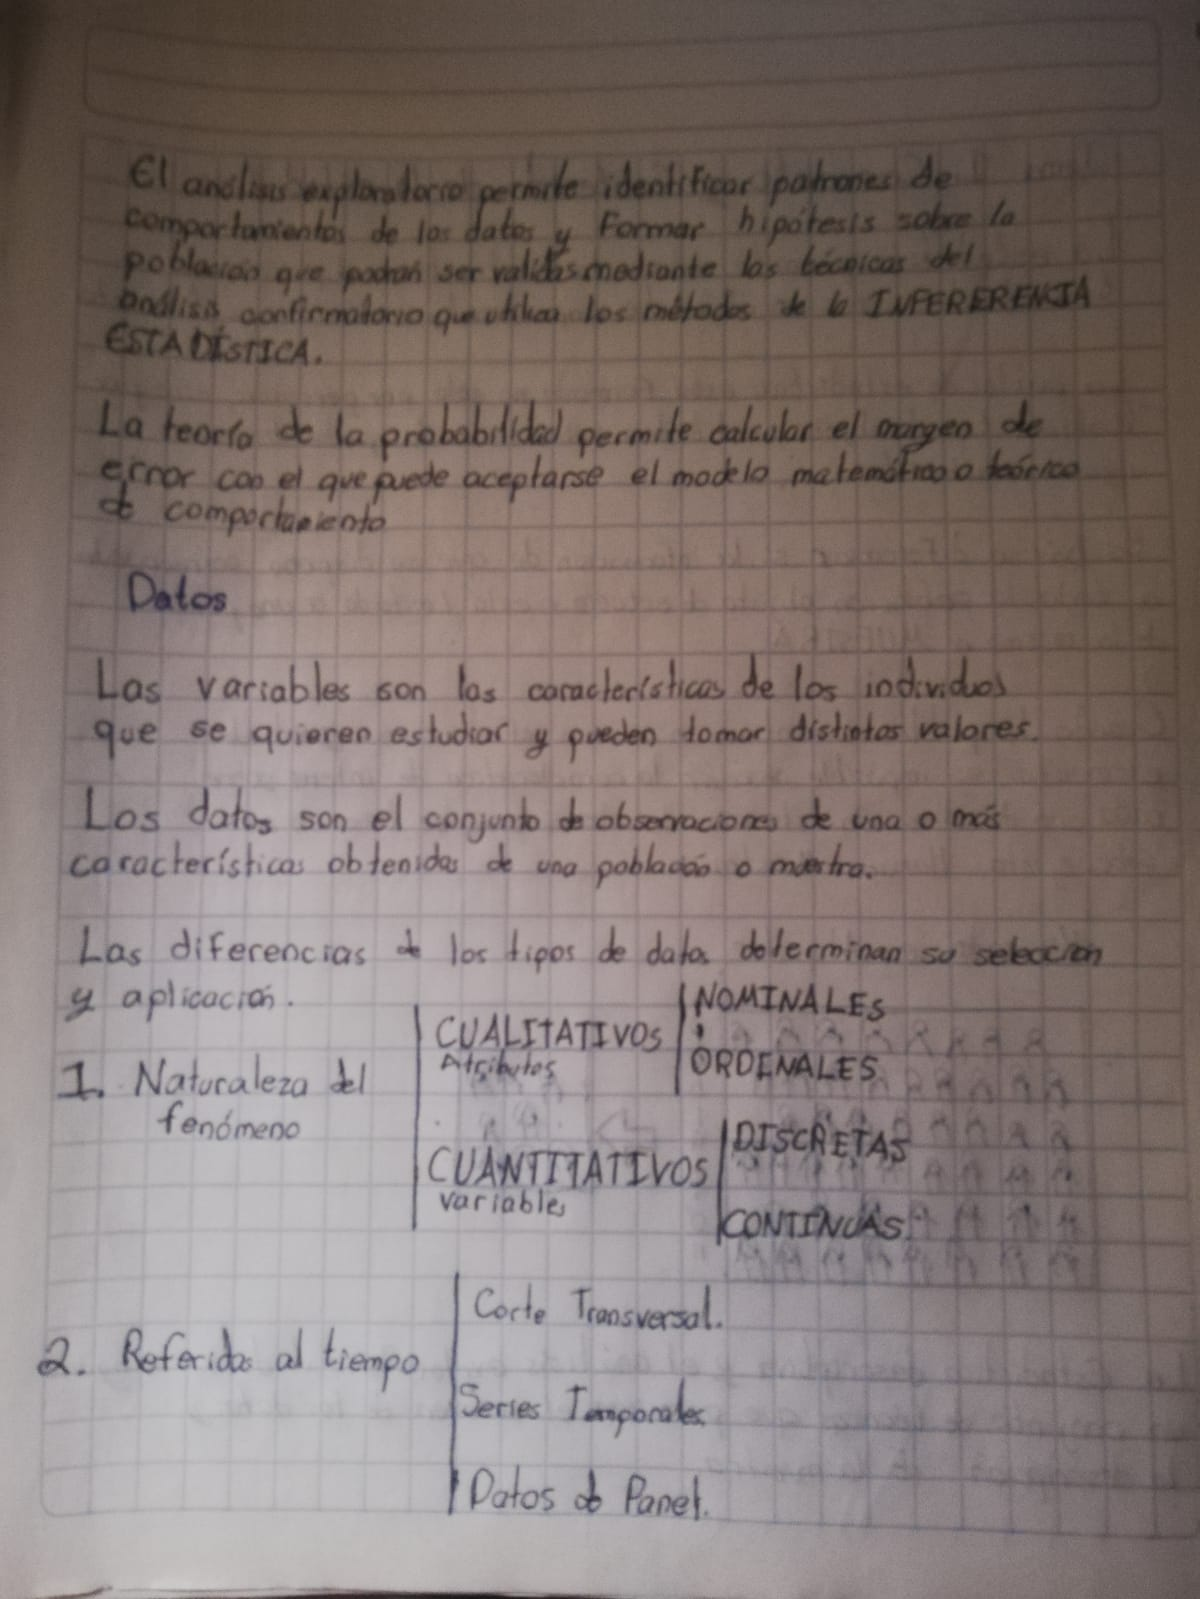 El análisis exploratorio permite identificar patrones de
comportamientos de los datos y Formar hipótesis sobre la
población que podran ser validas mediante las técnicas del
análisis confirmatorio que utilizan los métodos de la INFERERENCIA
ESTADÍSTICA.
La teoría de la probabilidad permite calcular el margen de
error con el que puede aceptarse el modelo matemático o teórico
de comportamiento
Datos
Las variables son las características de los individuos
que se quieren estudiar y pueden tomar distintos valores.
Los datos son el conjunto de observaciones de una o más
características obtenidas de una población o muestra.
Las diferencias de los tipos de datos determinan su selección
y aplicación.
1. Naturaleza del
fenómeno
CUALITATIVOS
Atributos
NOMINALES
ORDENALES
CUANTITATIVOS
variables
DISCRETAS
CONTINUAS
2. Referidas al tiempo
Corte Transversal.
Series Temporales
Datos de Panel.